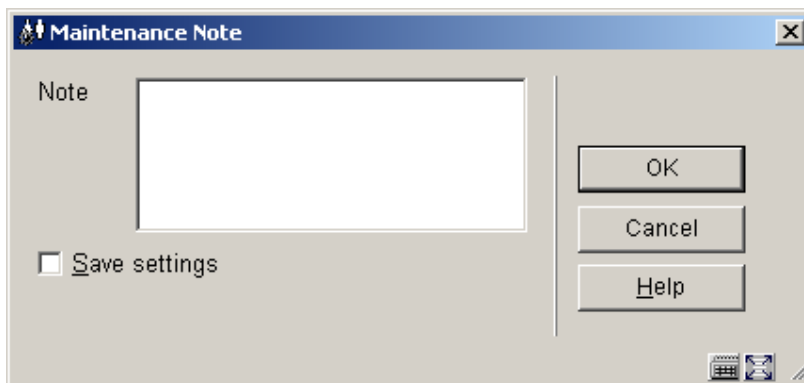 Maintenance Note
Note
OK
Cancel
Save settings
Help